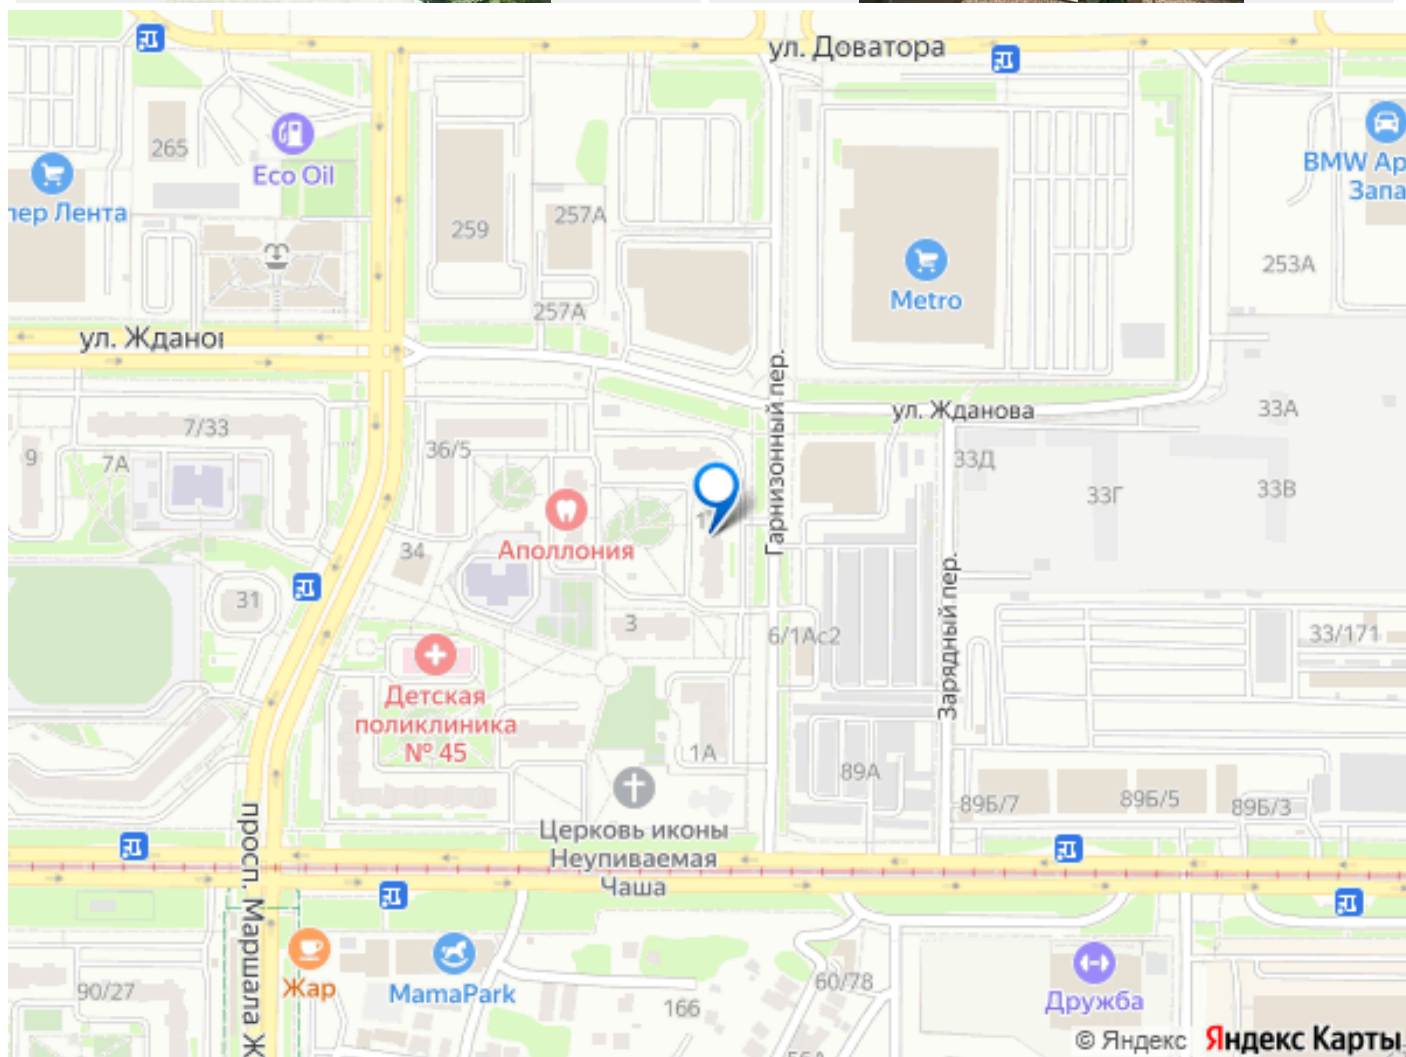 ул. Доватора
265
Eco Oil
пер Лента
259
257А
BMW Ар
Запа
253А
Metro
257А
ул. Ждано
Гарнизонный пер.
ул. Жданова
33А
7/33
36/5
9
7А
33Д
33Г
33В
Аполлония
34
31
3
6/1Ас2
Зарядный пер.
33/171
Детская
поликлиника
№ 45
1А
89А
89Б/7
89Б/5
89Б/3
Церковь иконы
Неупиваемая
Чаша
просп. Маршала Ж
Жар
MamaPark
90/27
166
60/78
Дружба
56А
© Яндекс Яндекс Карты